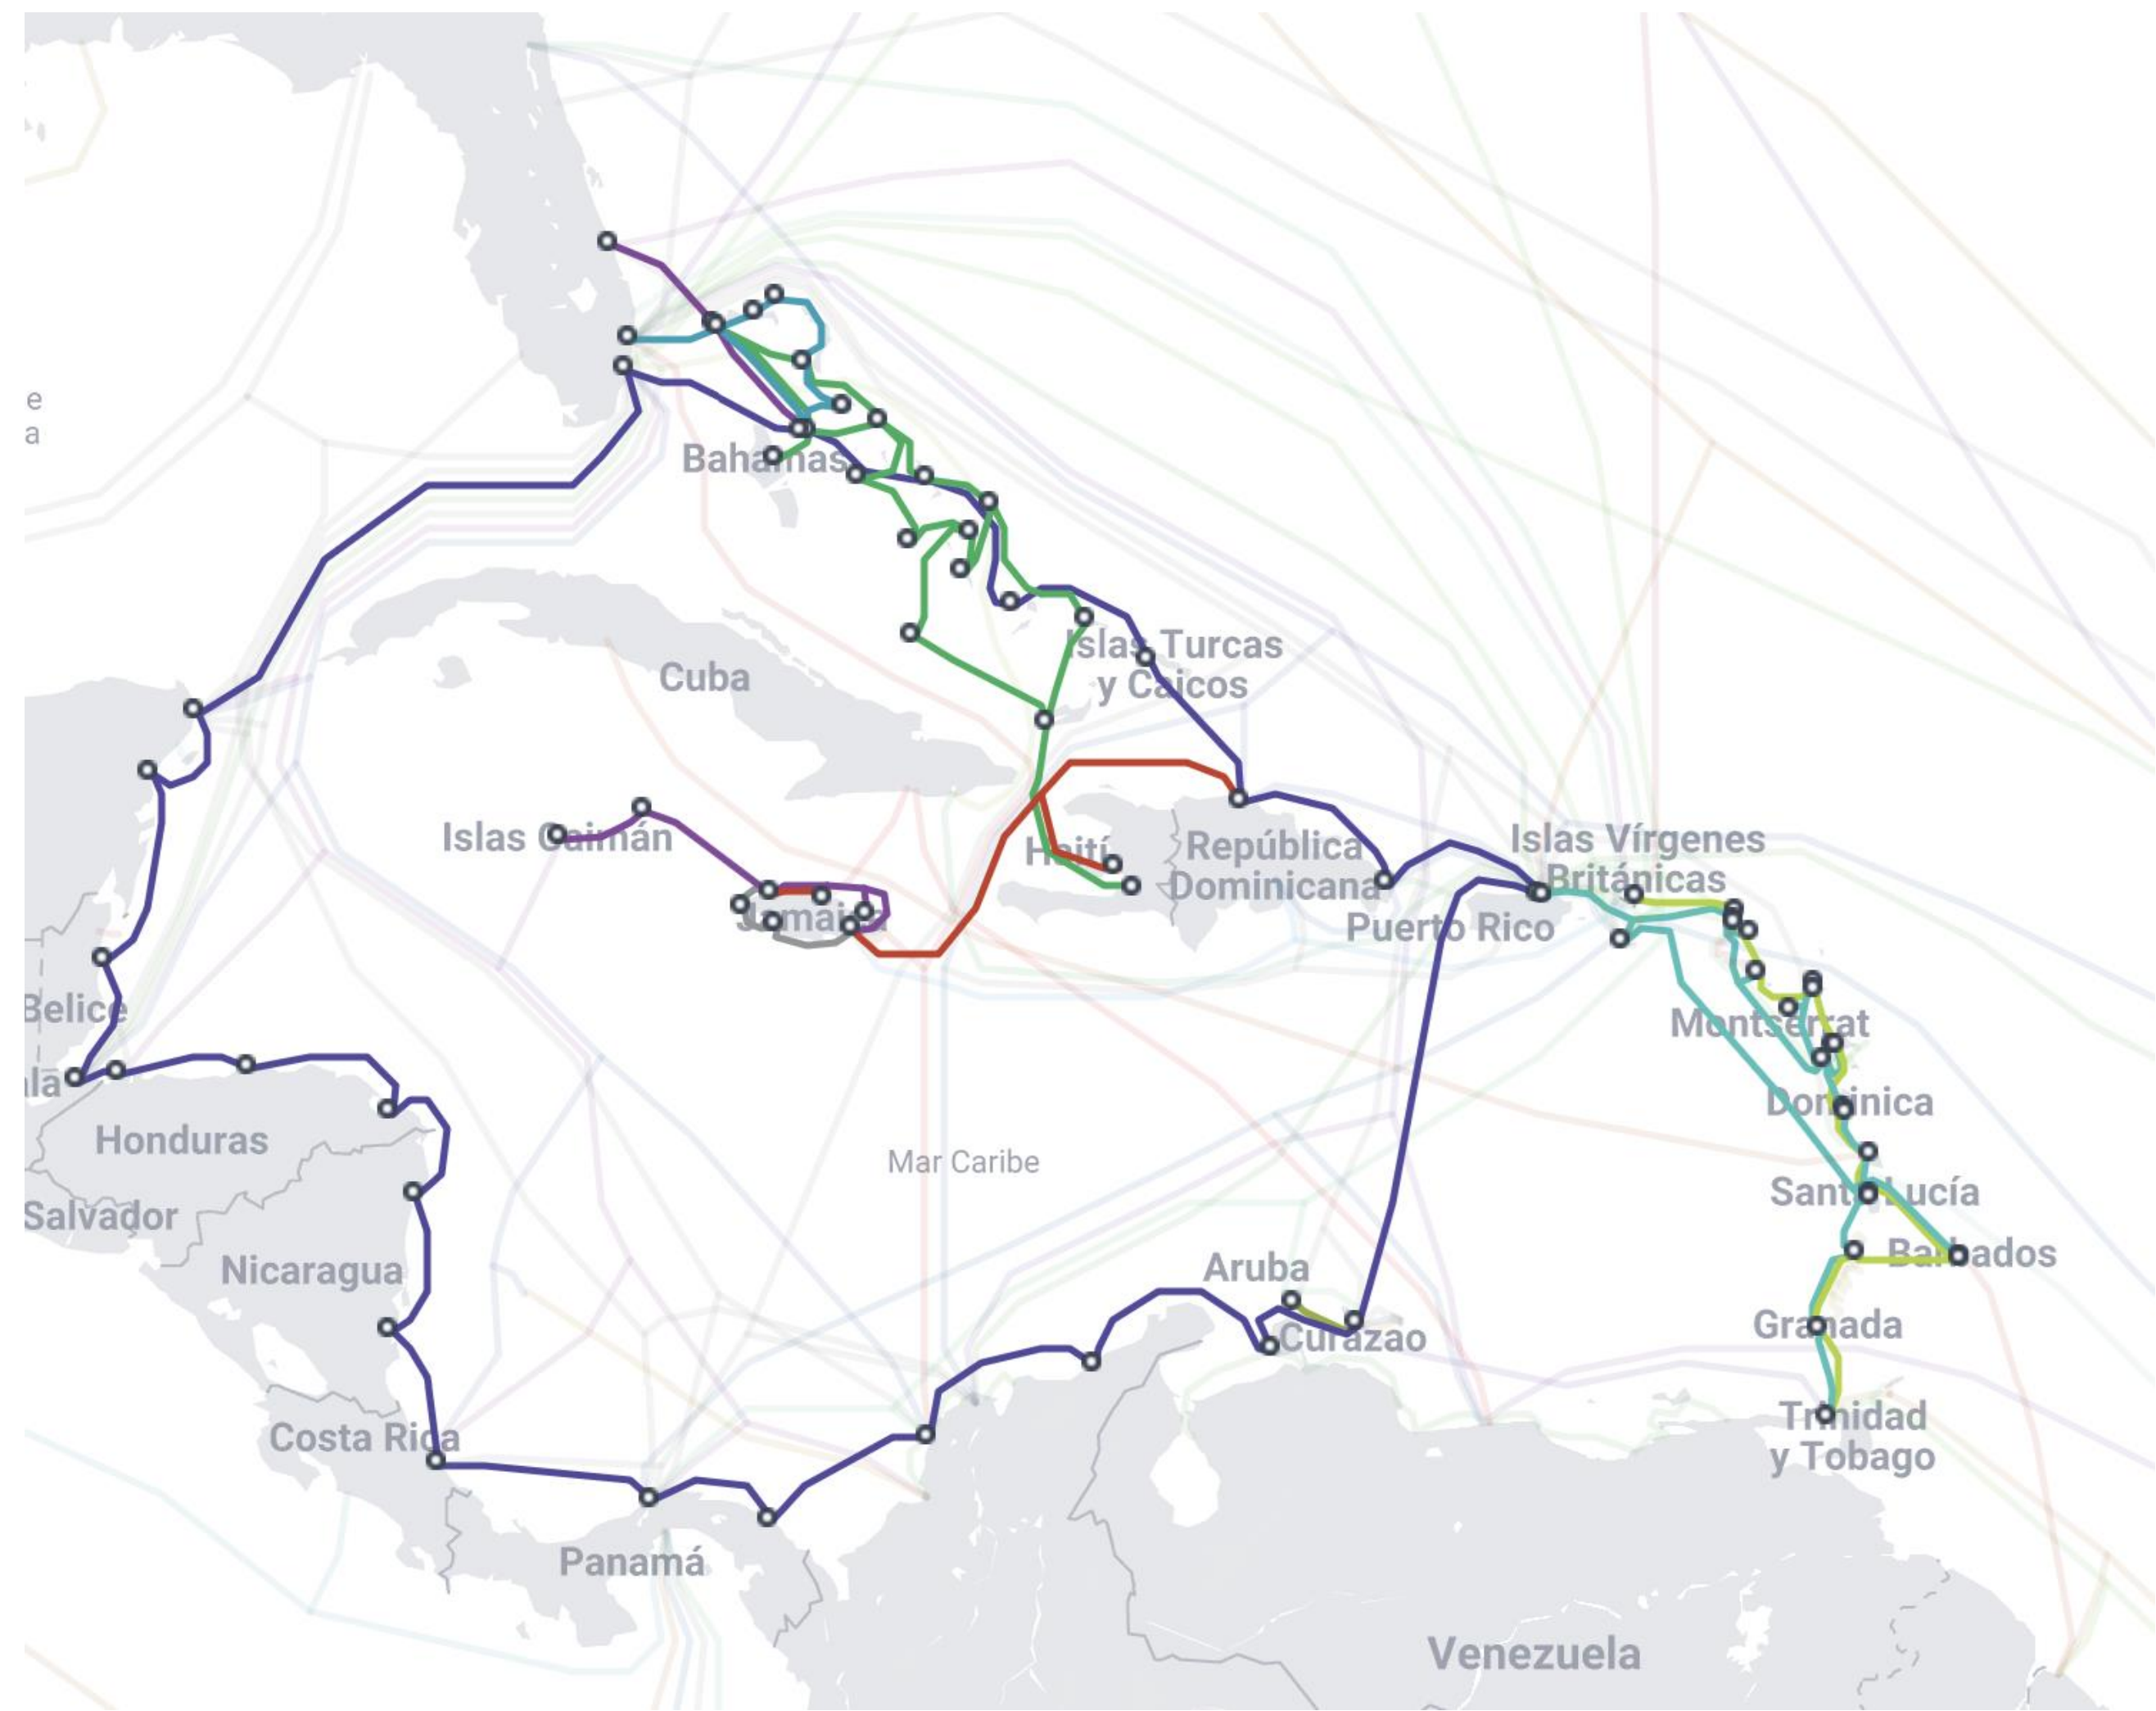 e
a
Bahamas
Islas Turcas
y Caicos
Cuba
Islas Caimán
Jamaica
Haití
República
Dominicana
Islas Vírgenes
Británicas
Puerto Rico
Belice
Montserrat
ala
Dominica
Honduras
Mar Caribe
Salvador
Santa Lucía
Nicaragua
Aruba
Barbados
Curazao
Granada
Costa Rica
Trinidad
y Tobago
Panamá
Venezuela